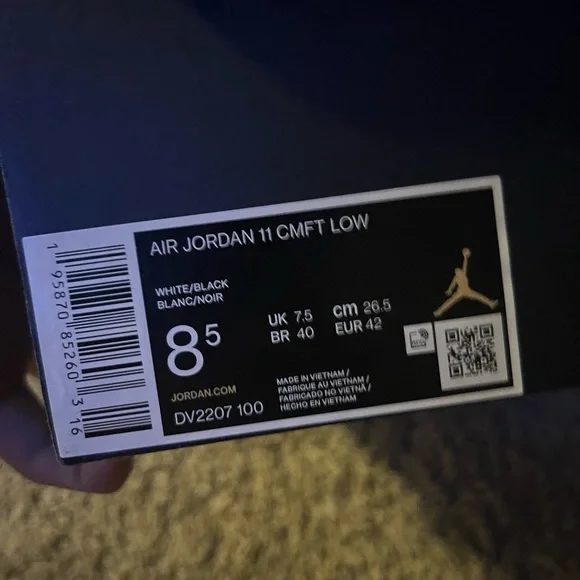 AIR JORDAN 11 CMFT LOW
WHITE/BLACK
BLANC/NOIR
8 5
UK 7.5
BR 40
cm 26.5
EUR 42
JORDAN.COM
DV2207 100
MADE IN VIETNAM /
FABRIQUE AU VIETNAM /
FABRICADO NO VIETNÃ /
HECHO EN VIETNAM
1 95870 85260 3 16